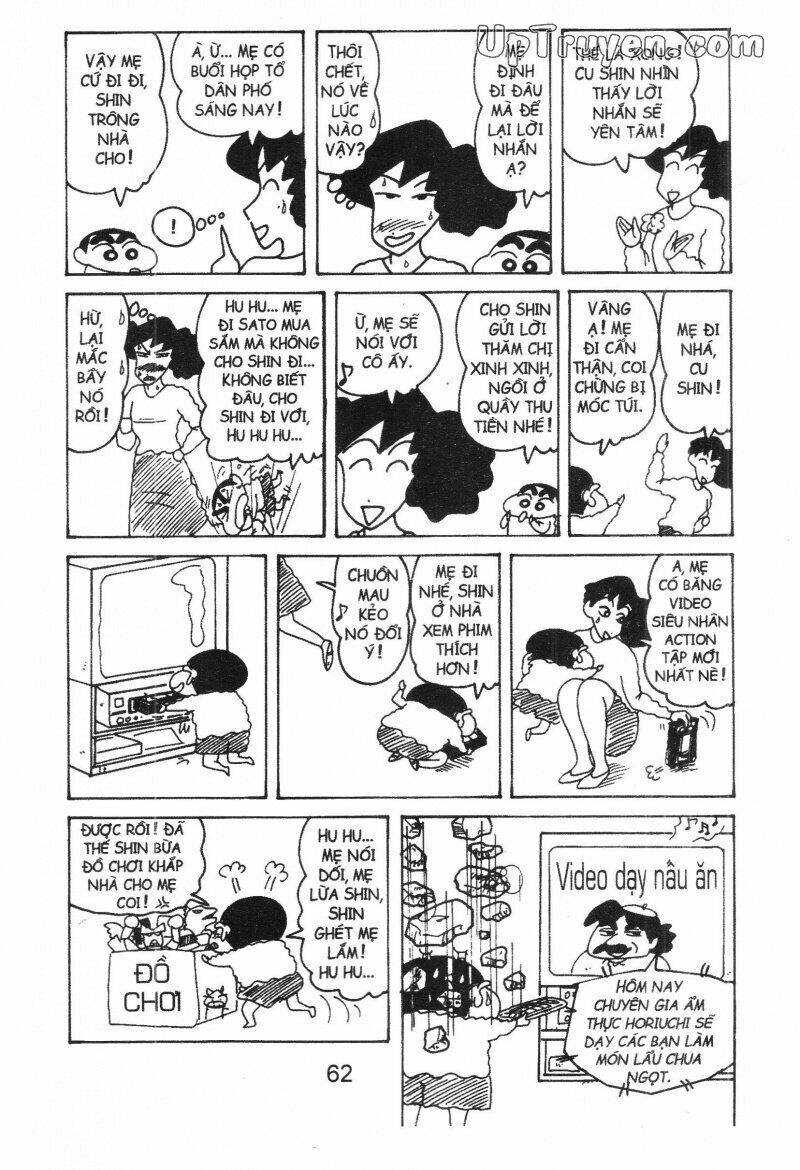 UpTruyen.com
THẾ LÀ XONG!
CU SHIN NHÌN
THẤY LỜI
NHẮN SẼ
YÊN TÂM!
MẸ
ĐỊNH
ĐI ĐÂU
MÀ ĐỂ
LẠI LỜI
NHẮN
Ạ?
THÔI
CHẾT,
NÓ VỀ
LÚC
NÀO
VẬY?
À, Ừ... MẸ CÓ
BUỔI HỌP TỔ
DÂN PHỐ
SÁNG NAY!
!
VẬY MẸ
CỨ ĐI ĐI,
SHIN
TRÔNG
NHÀ
CHO!
MẸ ĐI
NHÁ,
CU
SHIN!
VÂNG
Ạ! MẸ
ĐI CẨN
THẬN, COI
CHỪNG BỊ
MÓC TÚI.
CHO SHIN
GỬI LỜI
THĂM CHỊ
XINH XINH,
NGỒI Ở
QUẦY THU
TIỀN NHÉ!
Ừ, MẸ SẼ
NÓI VỚI
CÔ ẤY.
HU HU... MẸ
ĐI SATO MUA
SẮM MÀ KHÔNG
CHO SHIN ĐI...
KHÔNG BIẾT
ĐÂU, CHO
SHIN ĐI VỚI,
HU HU HU...
HỪ,
LẠI
MẮC
BẪY
NÓ
RỒI!
A, MẸ
CÓ BĂNG
VIDEO
SIÊU NHÂN
ACTION
TẬP MỚI
NHẤT NÈ!
MẸ ĐI
NHÉ, SHIN
Ở NHÀ
XEM PHIM
THÍCH
HƠN!
CHUỒN
MAU
KẺO
NÓ ĐỔI
Ý!
Video dạy nấu ăn
HÔM NAY
CHUYÊN GIA ẨM
THỰC HORIUCHI SẼ
DẠY CÁC BẠN LÀM
MÓN LẨU CHUA
NGỌT.
HU HU...
MẸ NÓI
DỐI, MẸ
LỪA SHIN,
SHIN
GHÉT MẸ
LẮM!
HU HU...
ĐƯỢC RỒI! ĐÃ
THẾ SHIN BỪA
ĐỒ CHƠI KHẮP
NHÀ CHO MẸ
COI!
ĐỒ
CHƠI
62